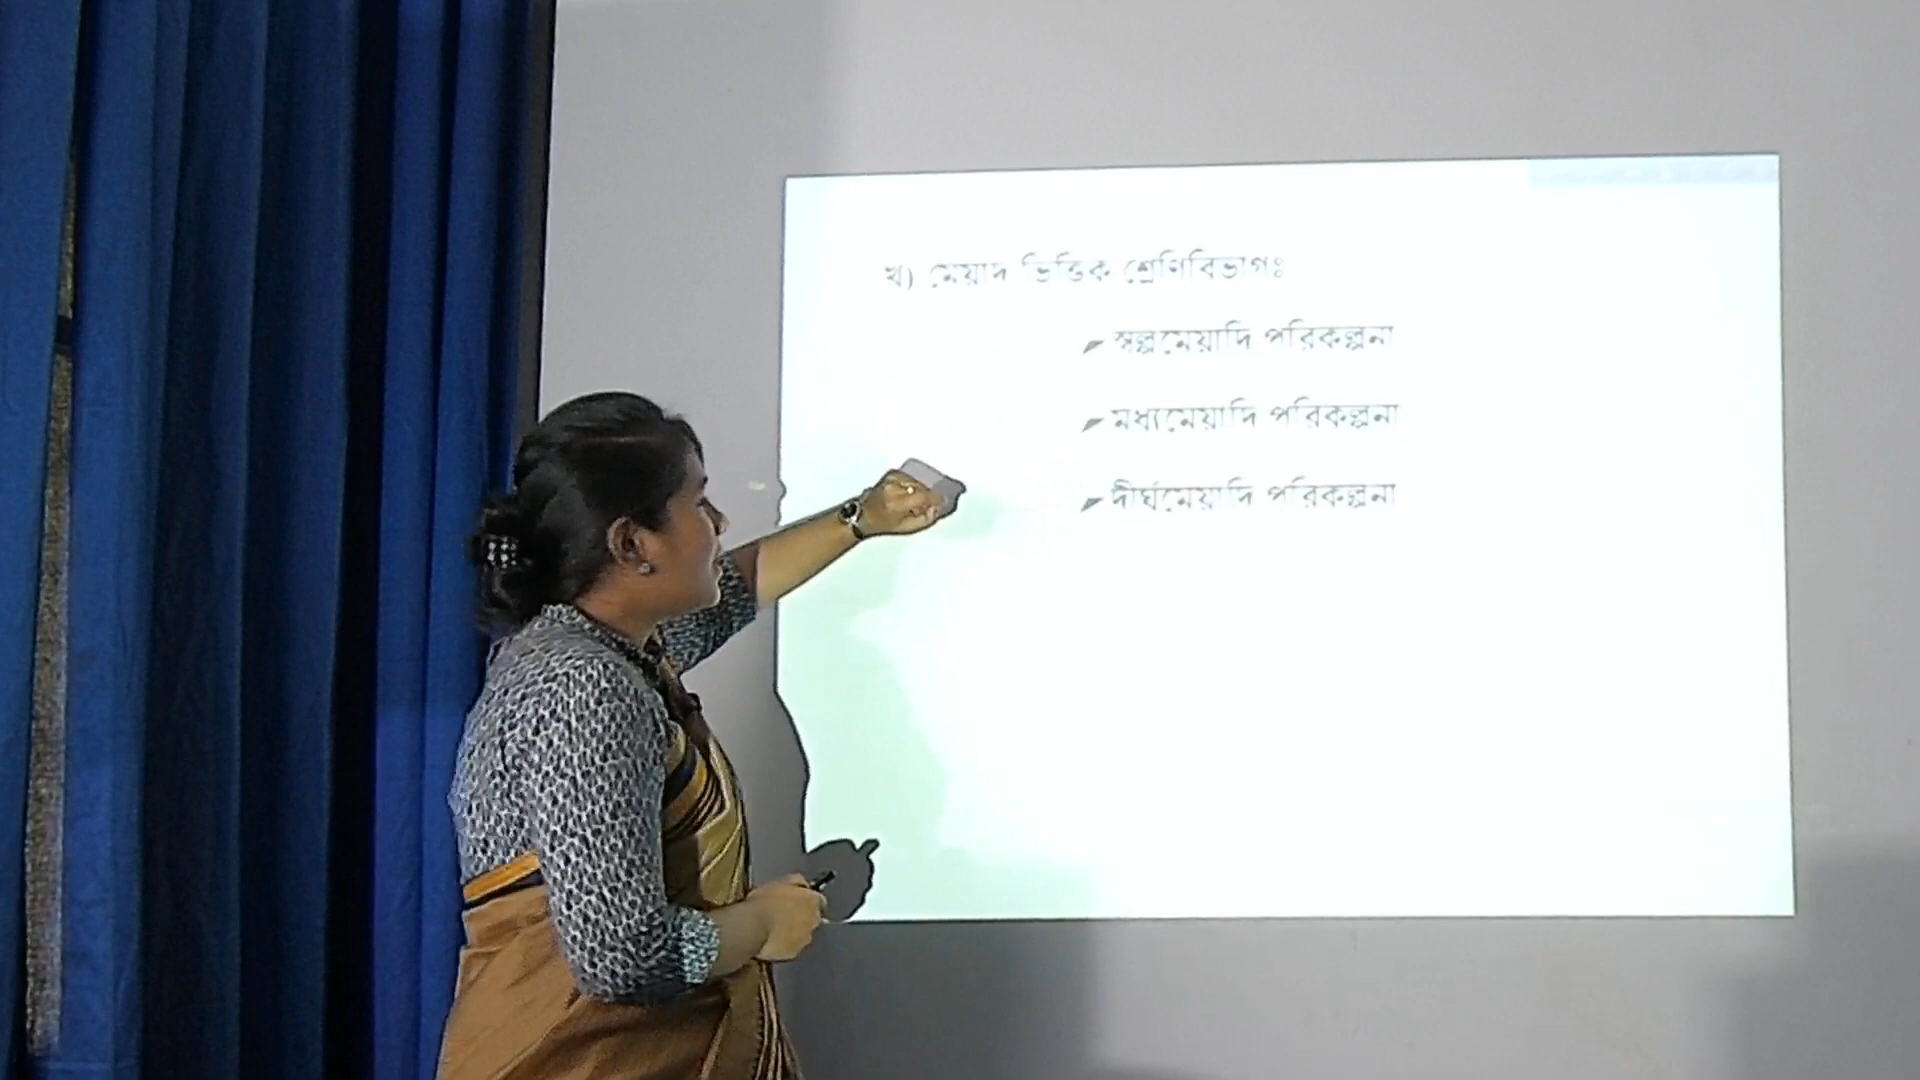 খ) মেয়াদ ভিত্তিক শ্রেণিবিভাগঃ
➤ স্বল্পমেয়াদি পরিকল্পনা
➤ মধ্যমেয়াদি পরিকল্পনা
➤ দীর্ঘমেয়াদি পরিকল্পনা